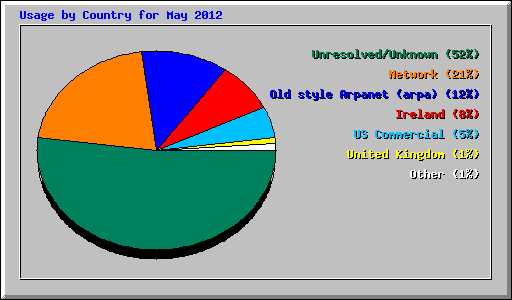 Usage by Country for May 2012
Unresolved/Unknown (52%)
Network (21%)
Old style Arpanet (arpa) (12%)
Ireland (8%)
US Commercial (5%)
United Kingdom (1%)
Other (1%)